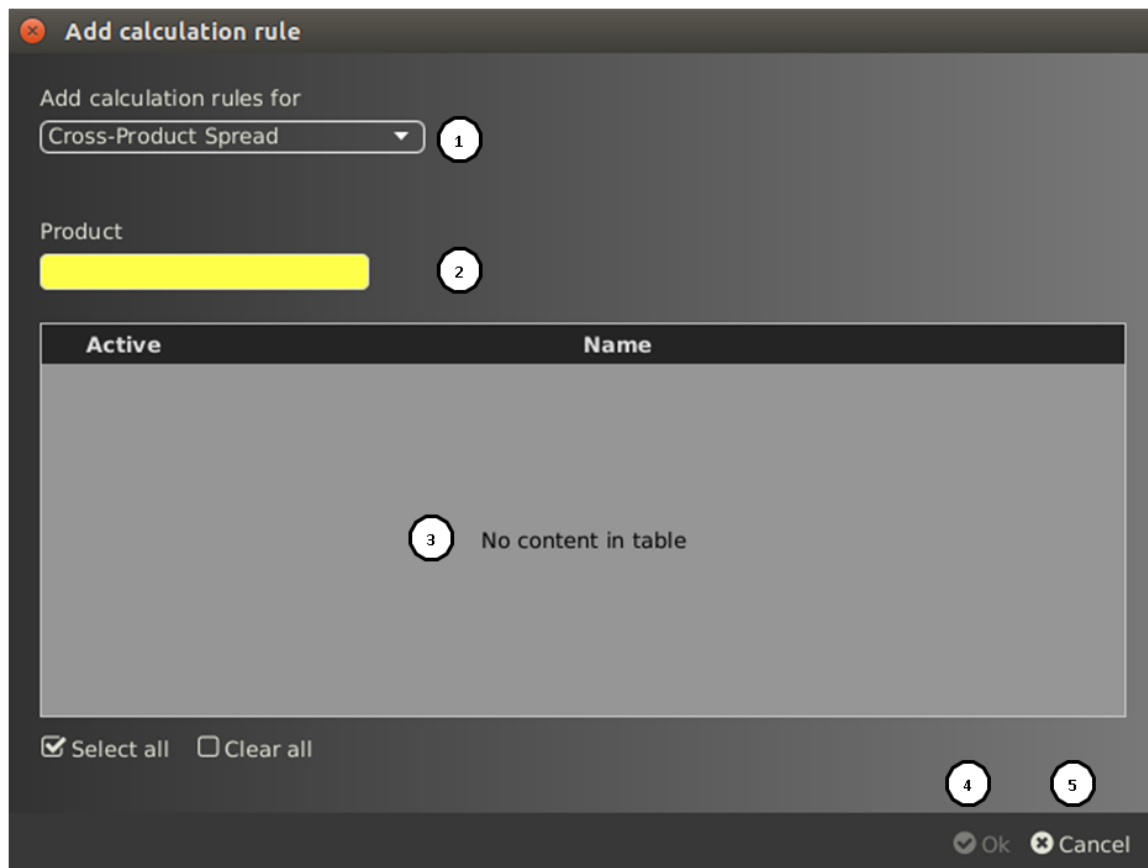 Add calculation rule
Add calculation rules for
Cross-Product Spread
1
Product
2
Active Name
3 No content in table
Select all Clear all
4 5
Ok Cancel